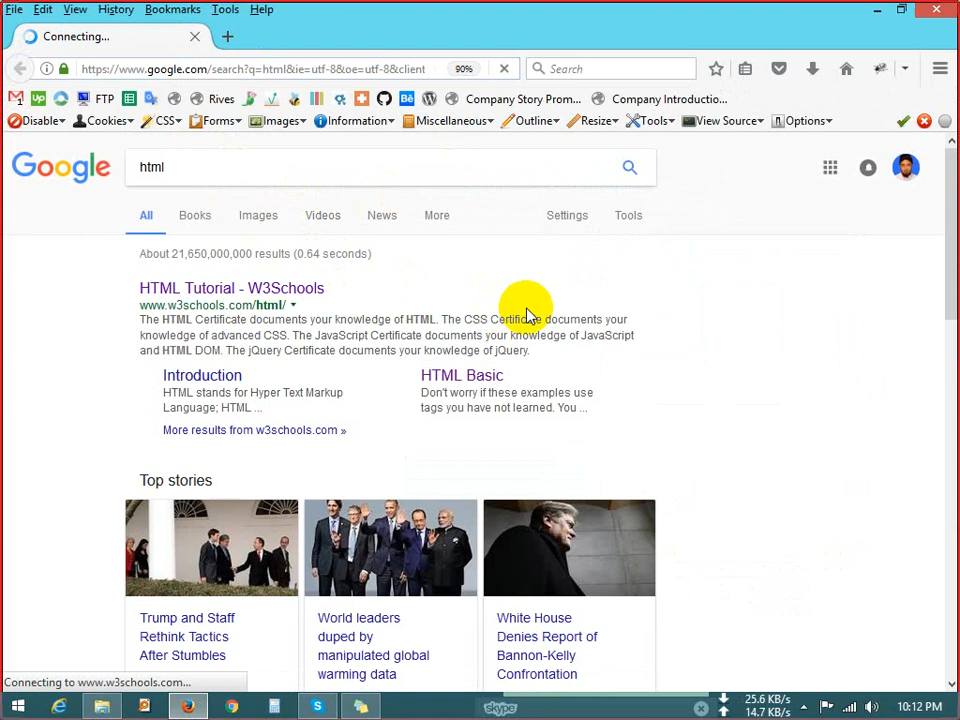 File Edit View History Bookmarks Tools Help
Connecting...
https://www.google.com/search?q=html&ie=utf-8&oe=utf-8&client 90% Search
1 Up FTP Rives Bē Company Story Prom... Company Introductio...
Disable Cookies CSS Forms Images Information Miscellaneous Outline Resize Tools View Source Options
Google html
All Books Images Videos News More Settings Tools
About 21,650,000,000 results (0.64 seconds)
HTML Tutorial - W3Schools
www.w3schools.com/html/
The HTML Certificate documents your knowledge of HTML. The CSS Certificate documents your
knowledge of advanced CSS. The JavaScript Certificate documents your knowledge of JavaScript
and HTML DOM. The jQuery Certificate documents your knowledge of jQuery.
Introduction
HTML stands for Hyper Text Markup
Language; HTML ...
HTML Basic
Don't worry if these examples use
tags you have not learned. You ...
More results from w3schools.com »
Top stories
Trump and Staff
Rethink Tactics
After Stumbles
World leaders
duped by
manipulated global
warming data
White House
Denies Report of
Bannon-Kelly
Confrontation
Connecting to www.w3schools.com...
skype
25.6 KB/s
14.7 KB/s
10:12 PM